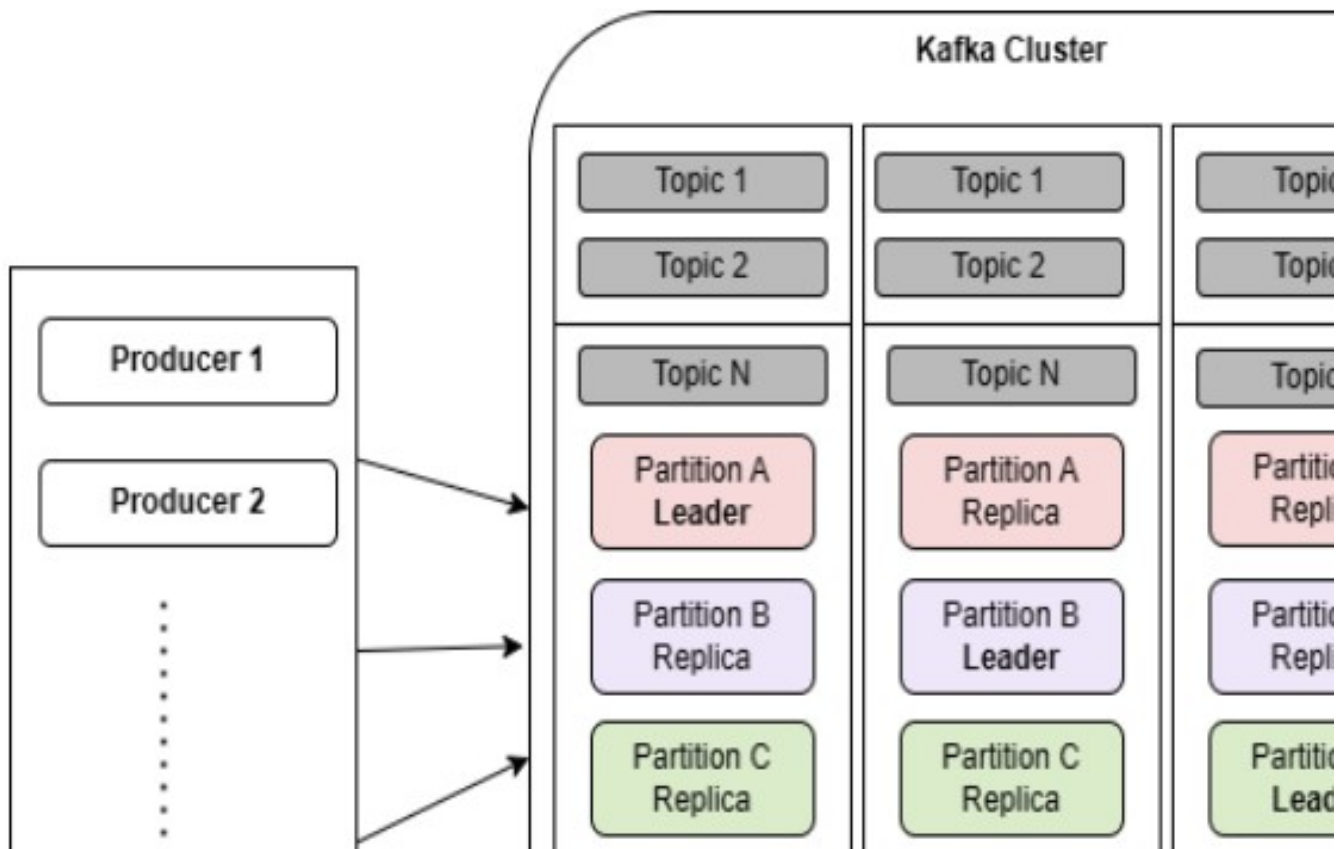 Kafka Cluster
Topic 1
Topic 1
Topic 2
Topic 2
Producer 1
Topic N
Topic N
Producer 2
Partition A
Leader
Partition A
Replica
Partition B
Replica
Partition B
Leader
Partition C
Replica
Partition C
Replica